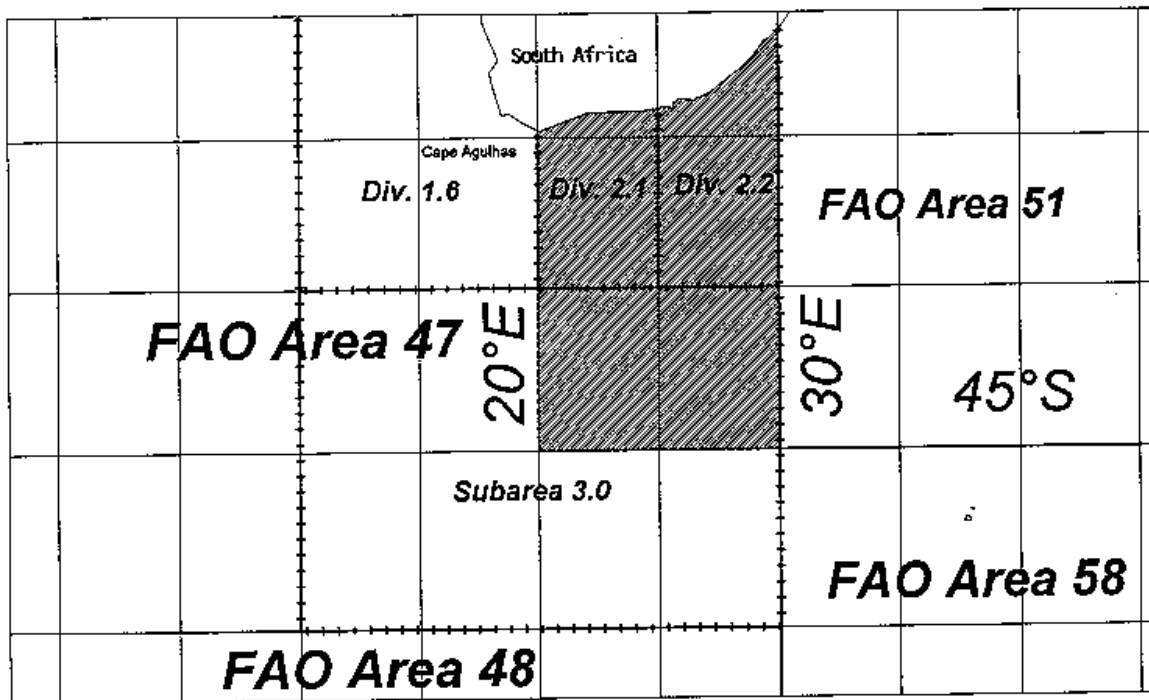 South Africa
Cape Agulhas
Div. 1.6
Div. 2.1
Div. 2.2
FAO Area 51
FAO Area 47
20°E
30°E
45°S
Subarea 3.0
FAO Area 58
FAO Area 48